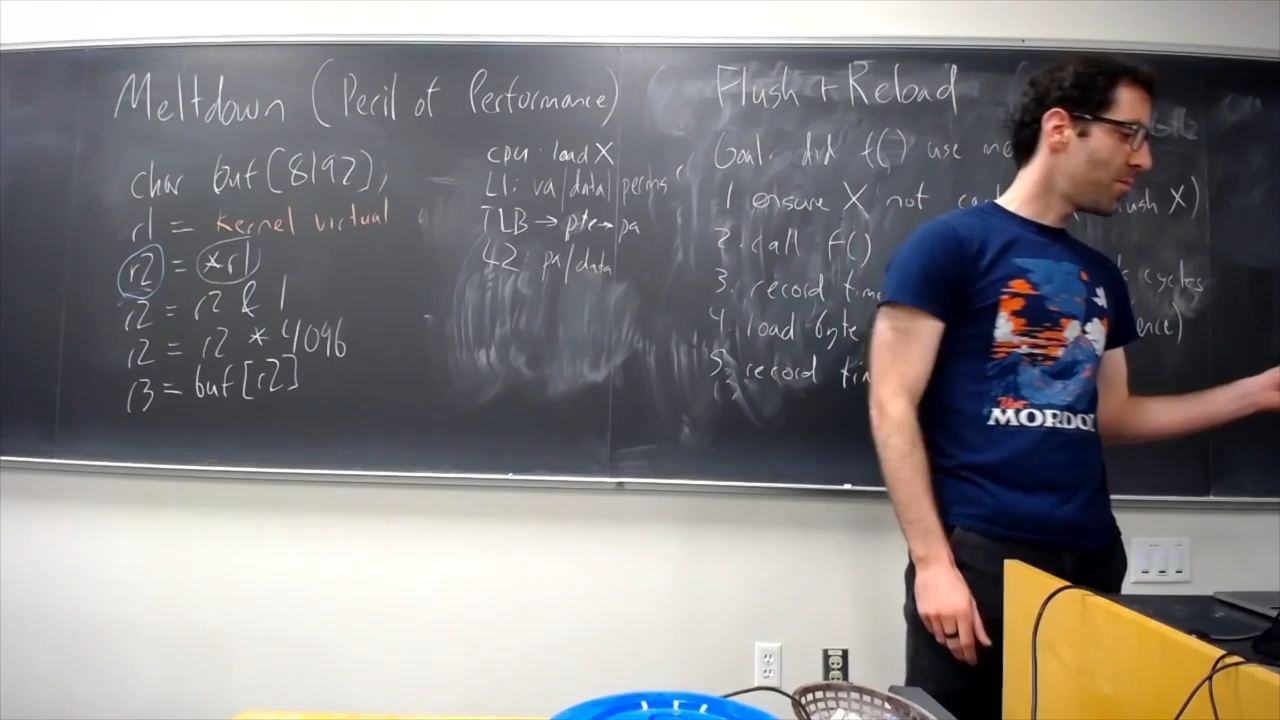 Meltdown (Peril of Performance)
char buf[8192];
r1 = kernel virtual a
r2 = *r1
r2 = r2 & 1
r2 = r2 * 4096
r3 = buf[r2]
cpu: load X
L1: va/data/perms
TLB → pte → pa
L2: pa/data
Flush + Reload
Goal: did f() use
1 ensure X not flush X)
2. call f()
3. record time cycles
4. load byte
5. record
MORDOR